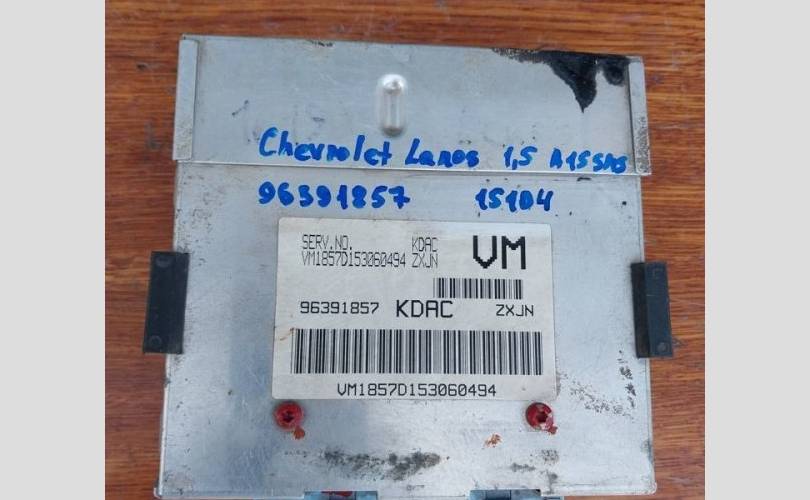 Chevrolet Lanos 1,5 A15SMS
96391857 15104
SERV.NO. KDAC VM
VM1857D153060494 ZXJN
96391857 KDAC ZXJN
VM1857D153060494